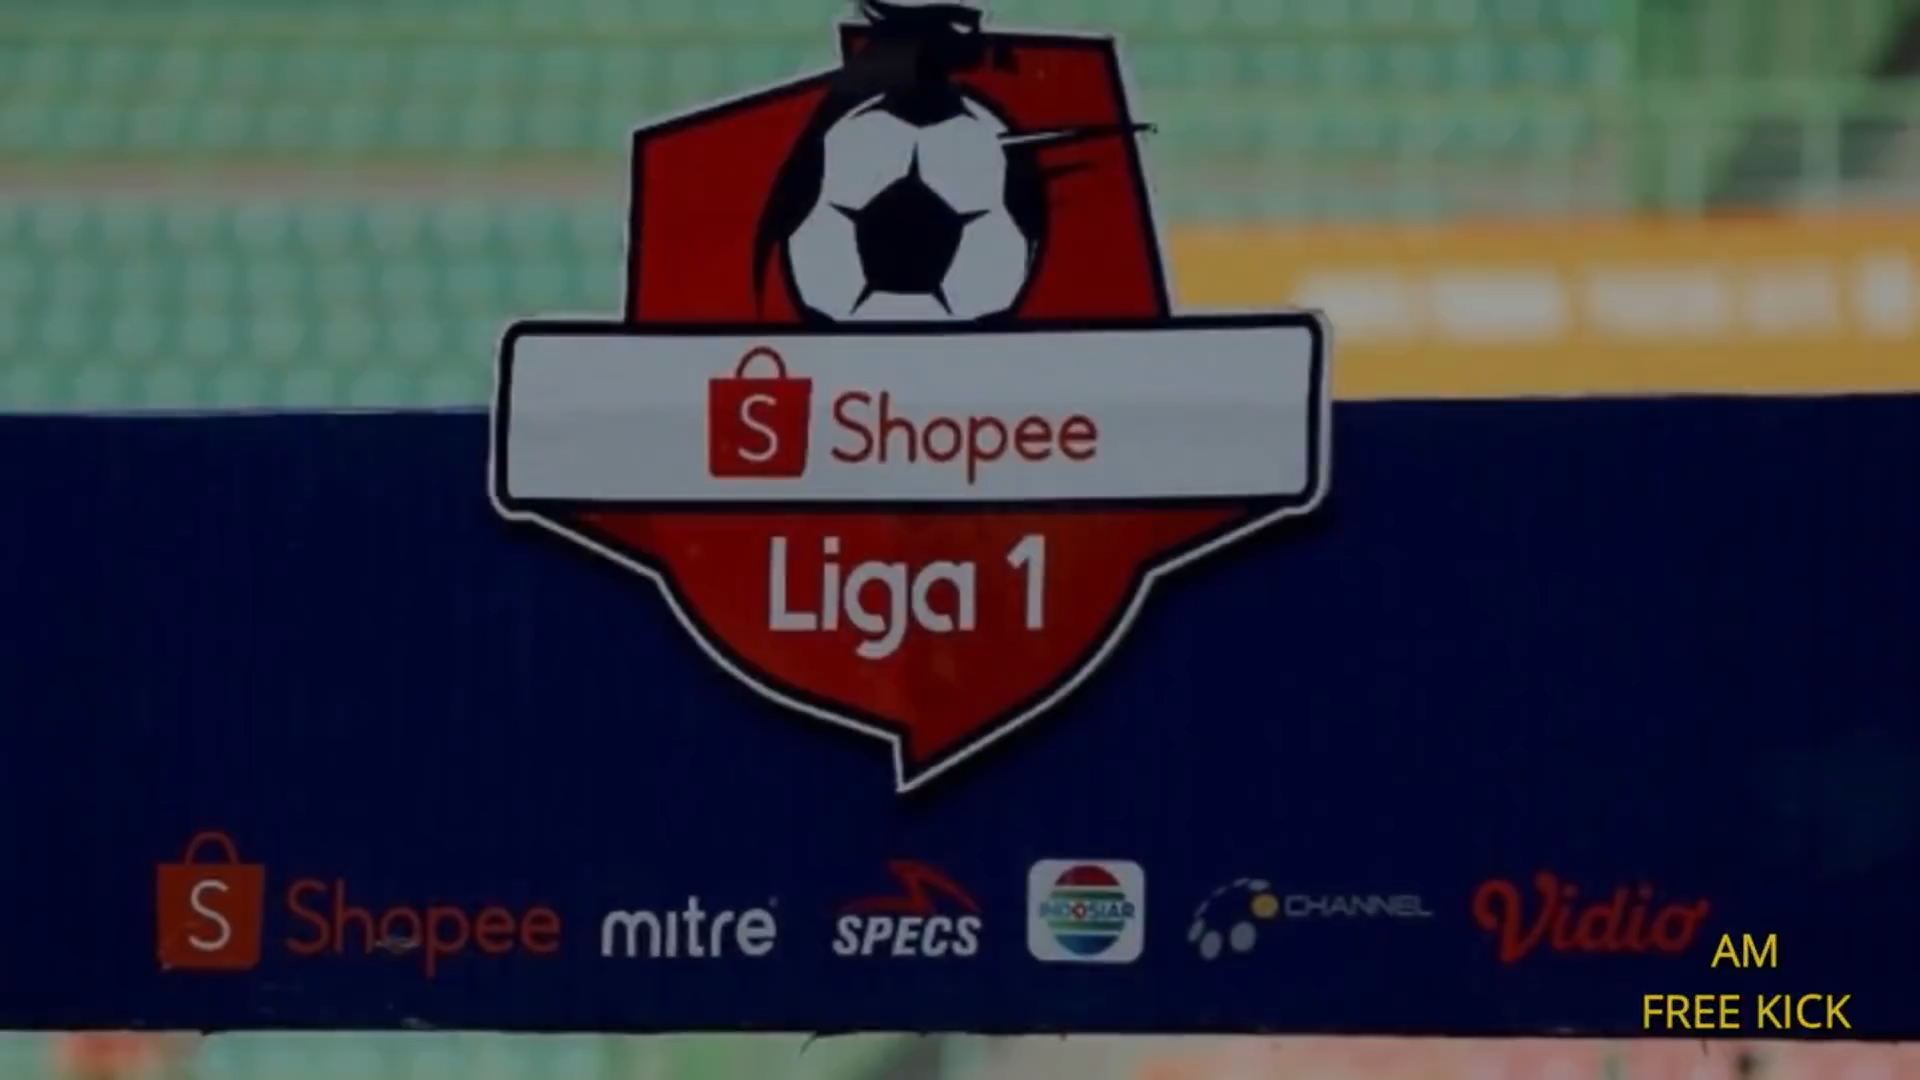 S Shopee
Liga 1
S Shopee mitre SPECS INDOSIAR CHANNEL Vidio
AM
FREE KICK